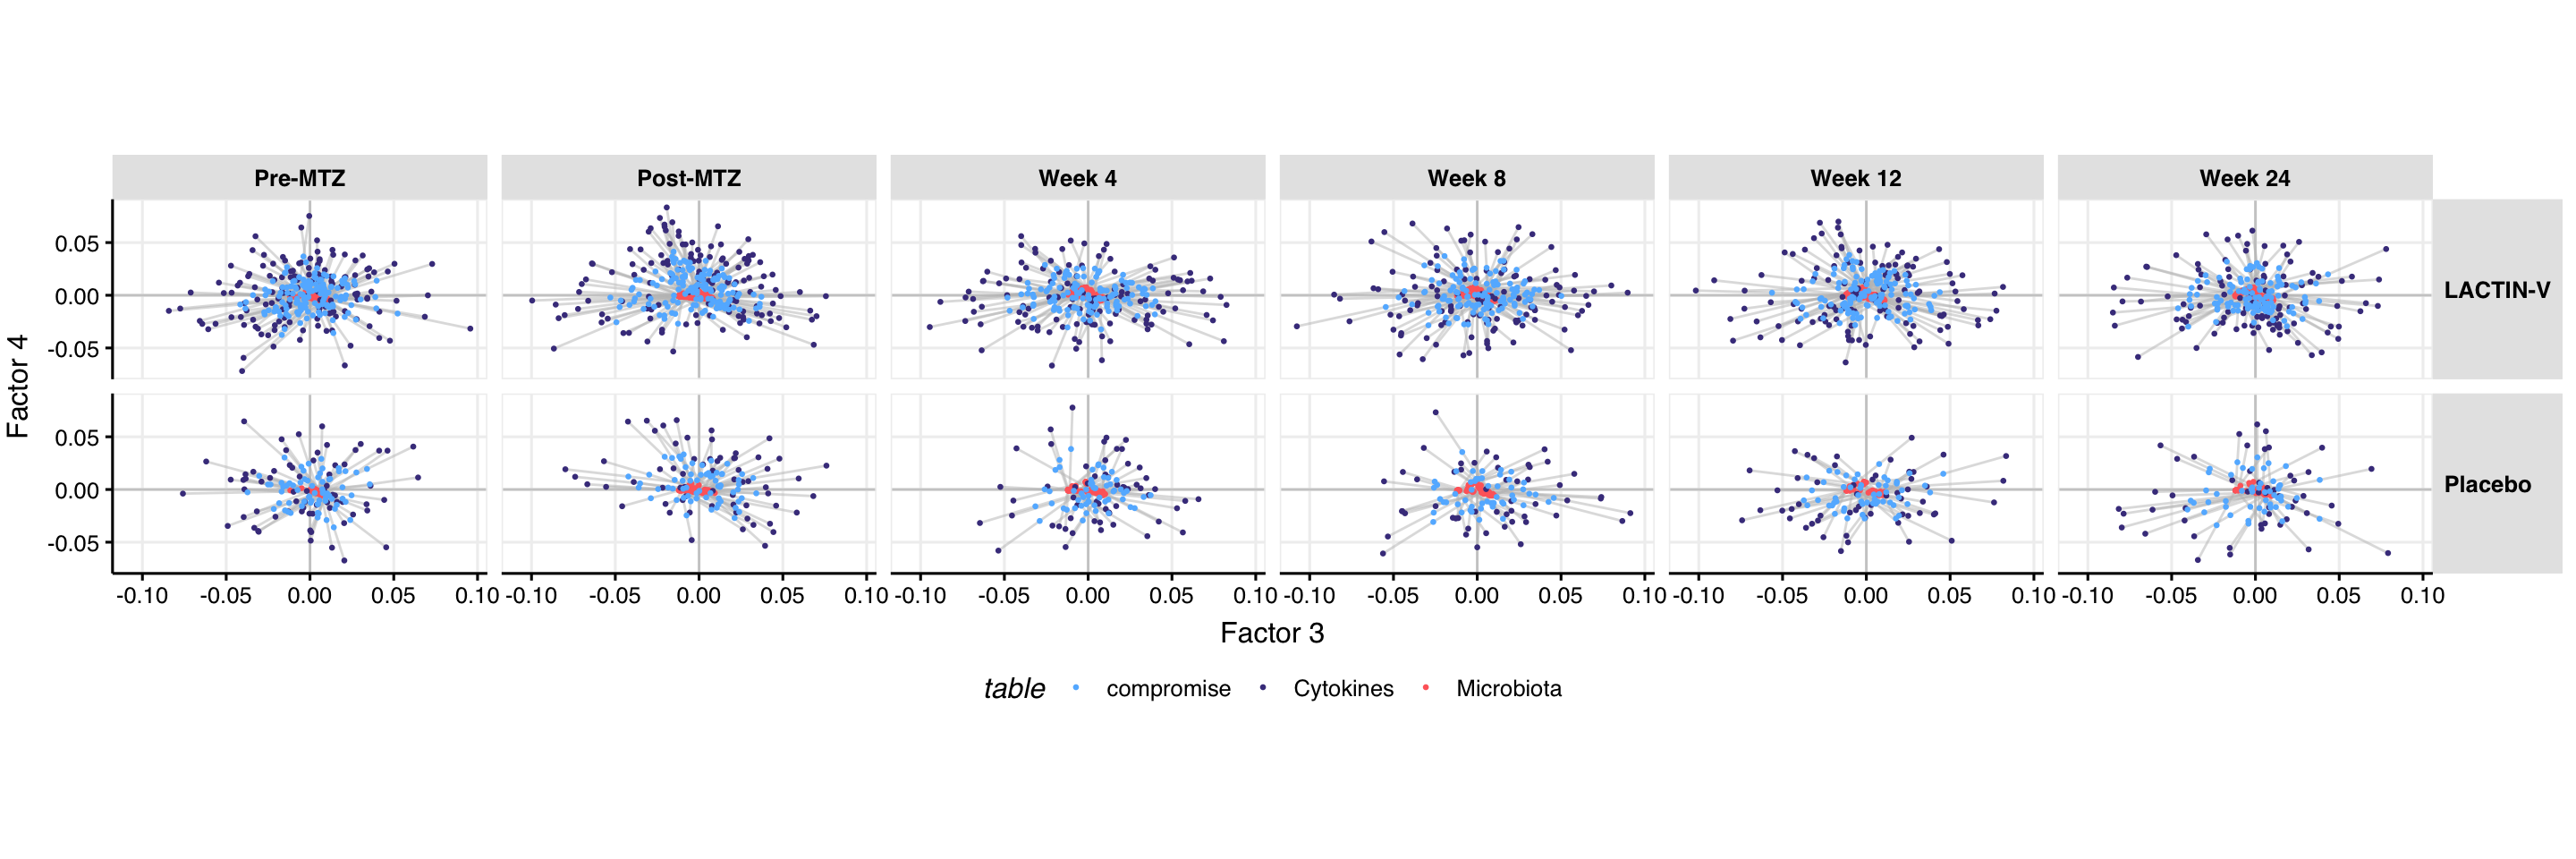 Pre-MTZ Post-MTZ Week 4 Week 8 Week 12 Week 24
0.05
0.00
-0.05
LACTIN-V
Factor 4
0.05
0.00
-0.05
Placebo
-0.10 -0.05 0.00 0.05 0.10 -0.10 -0.05 0.00 0.05 0.10 -0.10 -0.05 0.00 0.05 0.10 -0.10 -0.05 0.00 0.05 0.10 -0.10 -0.05 0.00 0.05 0.10 -0.10 -0.05 0.00 0.05 0.10
Factor 3
table compromise Cytokines Microbiota